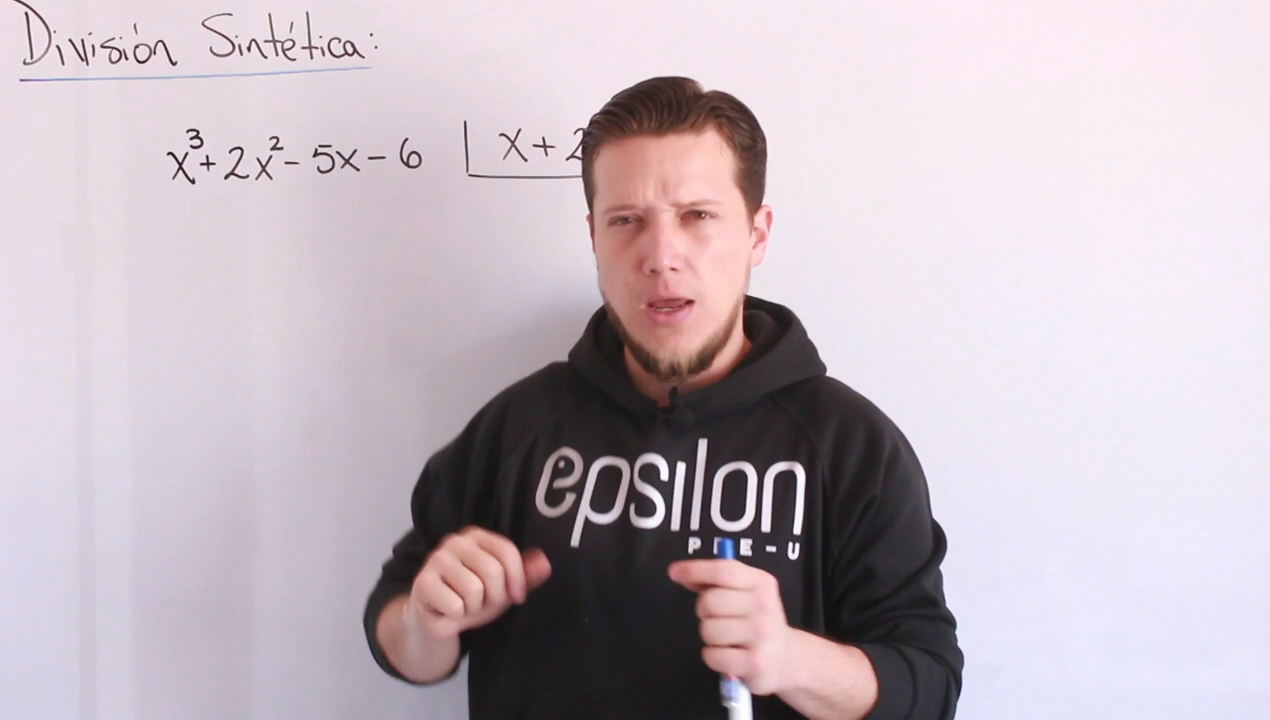 División Sintética:
x³+2x²-5x-6 | x+2
epsilon
PRE-U